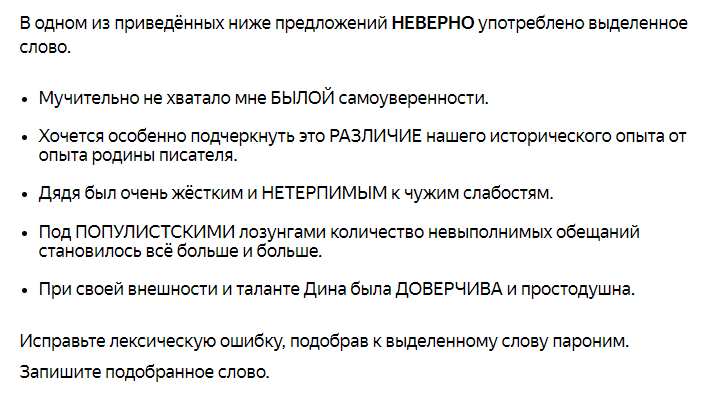 В одном из приведённых ниже предложений НЕВЕРНО употреблено выделенное
слово.
• Мучительно не хватало мне БЫЛОЙ самоуверенности.
• Хочется особенно подчеркнуть это РАЗЛИЧИЕ нашего исторического опыта от
опыта родины писателя.
• Дядя был очень жёстким и НЕТЕРПИМЫМ к чужим слабостям.
• Под ПОПУЛИСТСКИМИ лозунгами количество невыполнимых обещаний
становилось всё больше и больше.
• При своей внешности и таланте Дина была ДОВЕРЧИВА и простодушна.
Исправьте лексическую ошибку, подобрав к выделенному слову пароним.
Запишите подобранное слово.